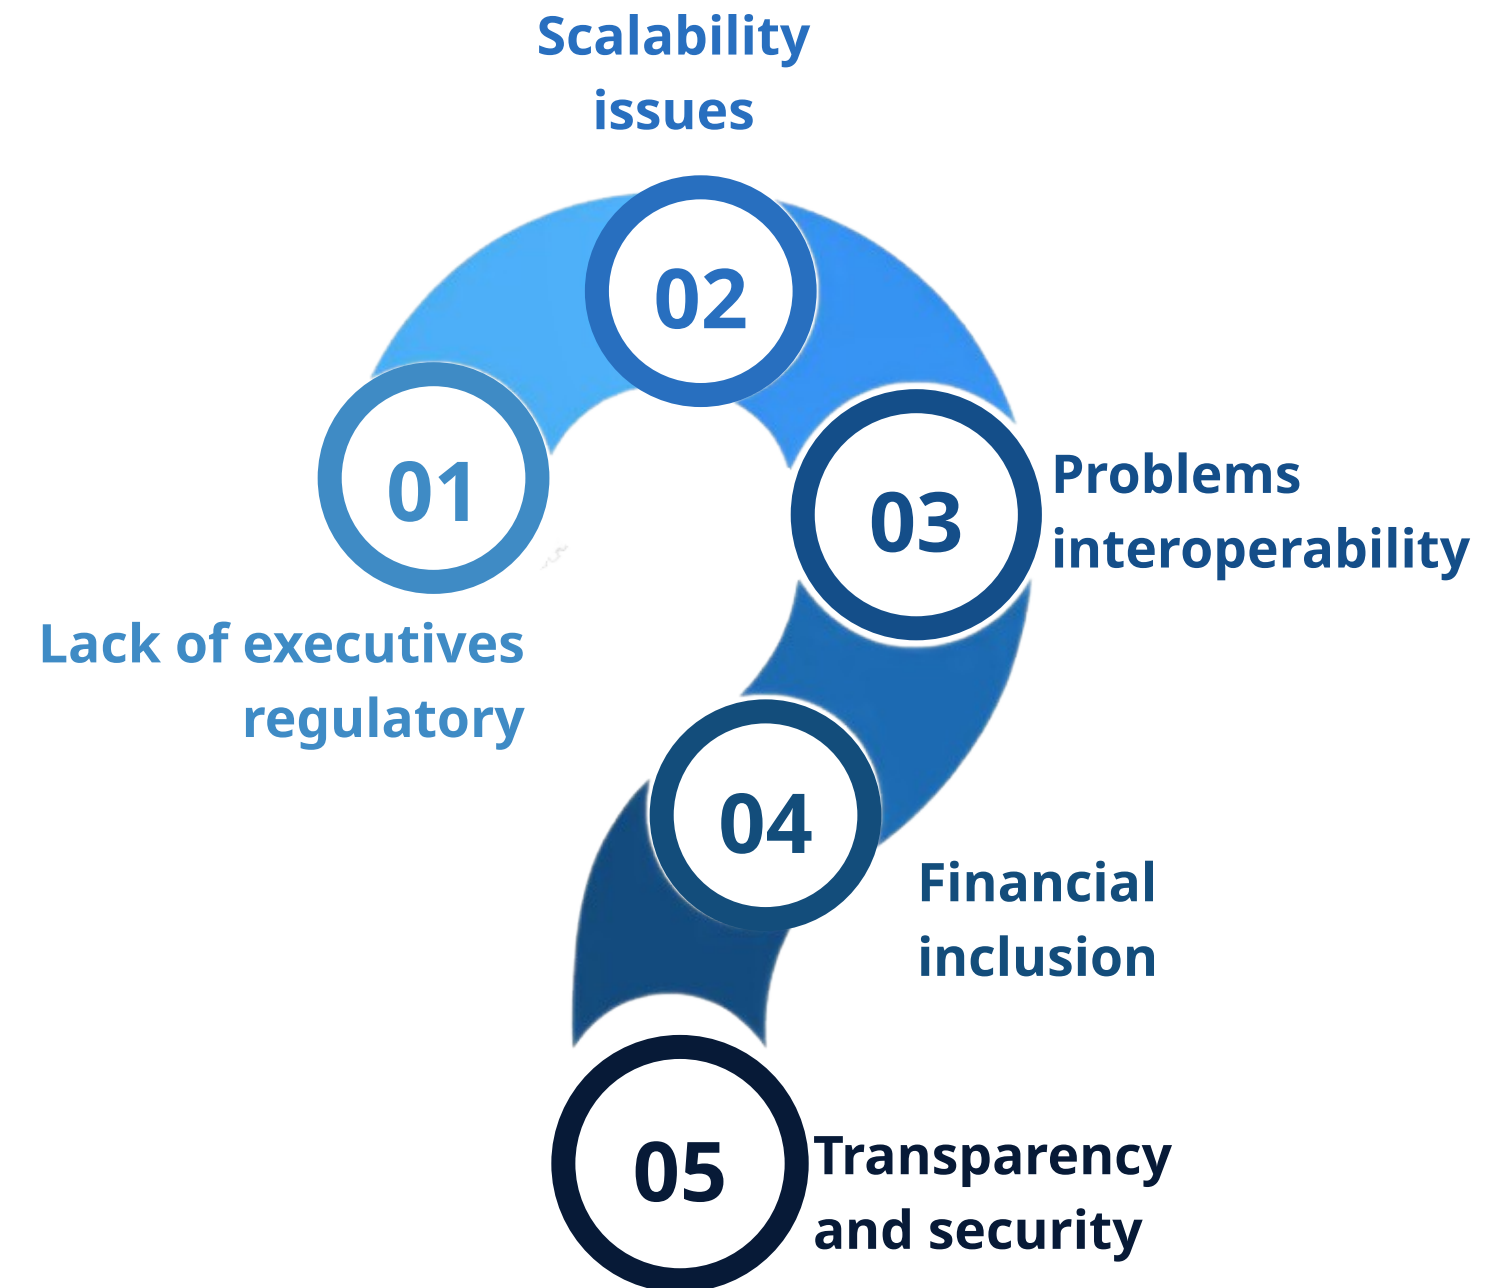 Scalability
issues
02
01
03
Problems
interoperability
Lack of executives
regulatory
04
Financial
inclusion
05
Transparency
and security